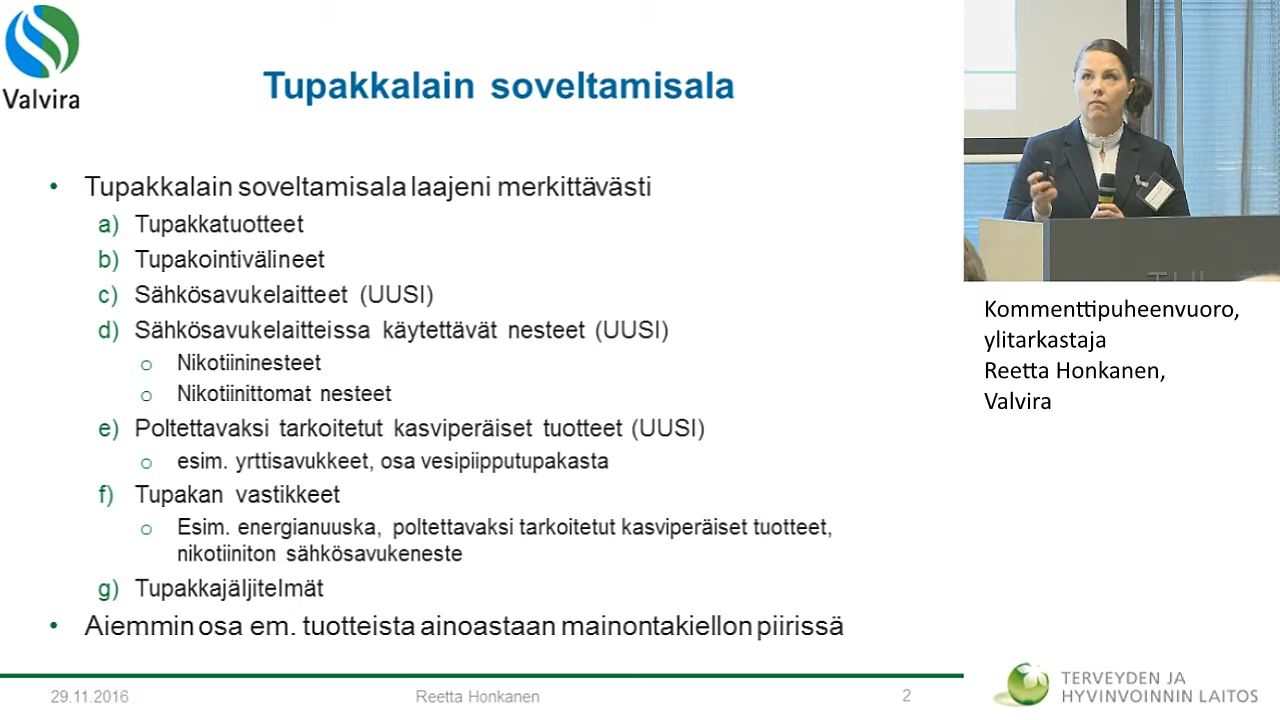 Valvira
Tupakkalain soveltamisala
• Tupakkalain soveltamisala laajeni merkittävästi
a) Tupakkatuotteet
b) Tupakointivälineet
c) Sähkösavukelaitteet (UUSI)
d) Sähkösavukelaitteissa käytettävät nesteet (UUSI)
o Nikotiininesteet
o Nikotiinittomat nesteet
e) Poltettavaksi tarkoitetut kasviperäiset tuotteet (UUSI)
o esim. yrttisavukkeet, osa vesipiipputupakasta
f) Tupakan vastikkeet
o Esim. energianuuska, poltettavaksi tarkoitetut kasviperäiset tuotteet,
nikotiiniton sähkösavukeneste
g) Tupakkajäljitelmät
• Aiemmin osa em. tuotteista ainoastaan mainontakiellon piirissä
29.11.2016
Reetta Honkanen
2
Kommenttipuheenvuoro,
ylitarkastaja
Reetta Honkanen,
Valvira
TERVEYDEN JA
HYVINVOINNIN LAITOS